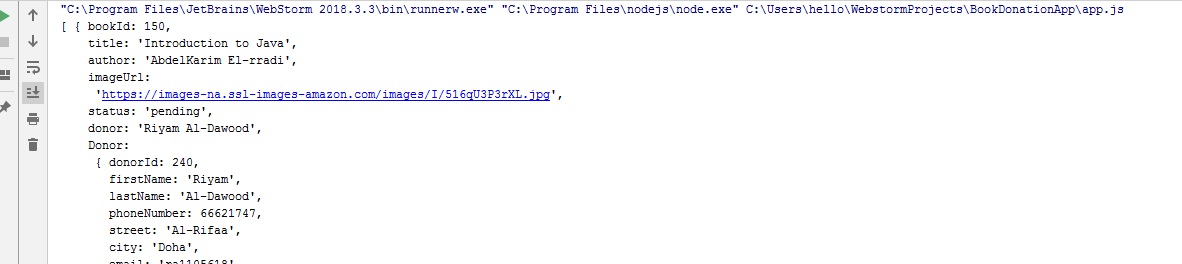 "C:\Program Files\JetBrains\WebStorm 2018.3.3\bin\runnerw.exe" "C:\Program Files\nodejs\node.exe" C:\Users\hello\WebstormProjects\BookDonationApp\app.js
[ { bookId: 150,
title: 'Introduction to Java',
author: 'AbdelKarim El-rradi',
imageUrl:
'https://images-na.ssl-images-amazon.com/images/I/516qU3P3rXL.jpg',
status: 'pending',
donor: 'Riyam Al-Dawood',
Donor:
{ donorId: 240,
firstName: 'Riyam',
lastName: 'Al-Dawood',
phoneNumber: 66621747,
street: 'Al-Rifaa',
city: 'Doha',